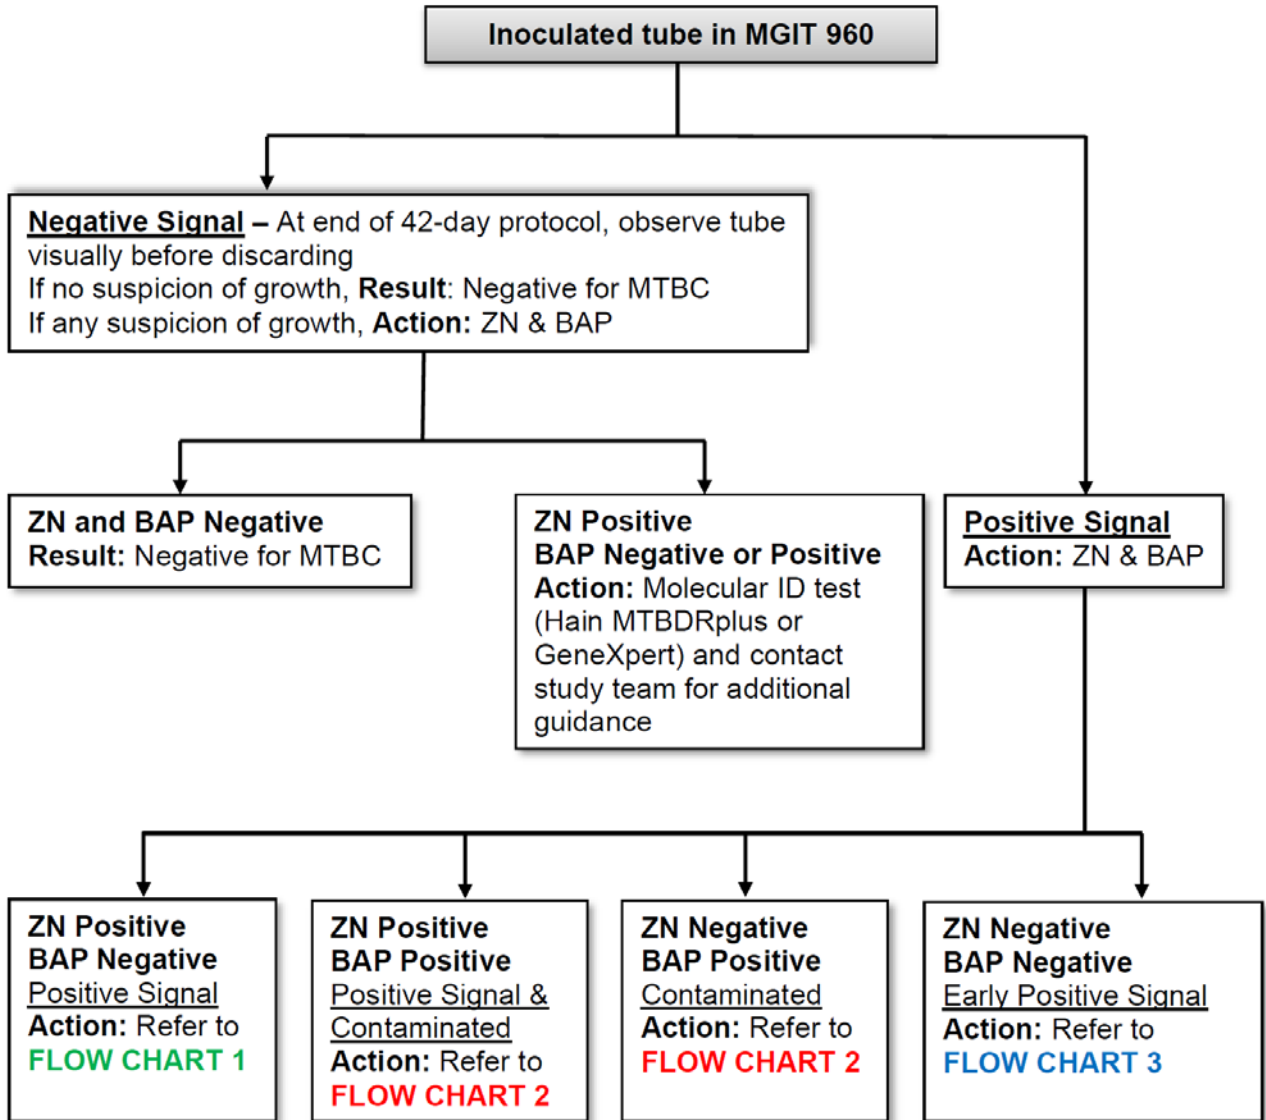 Inoculated tube in MGIT 960
Negative Signal – At end of 42-day protocol, observe tube
visually before discarding
If no suspicion of growth, Result: Negative for MTBC
If any suspicion of growth, Action: ZN & BAP
ZN and BAP Negative
Result: Negative for MTBC
ZN Positive
BAP Negative or Positive
Action: Molecular ID test
(Hain MTBDRplus or
GeneXpert) and contact
study team for additional
guidance
Positive Signal
Action: ZN & BAP
ZN Positive
BAP Negative
Positive Signal
Action: Refer to
FLOW CHART 1
ZN Positive
BAP Positive
Positive Signal &
Contaminated
Action: Refer to
FLOW CHART 2
ZN Negative
BAP Positive
Contaminated
Action: Refer to
FLOW CHART 2
ZN Negative
BAP Negative
Early Positive Signal
Action: Refer to
FLOW CHART 3